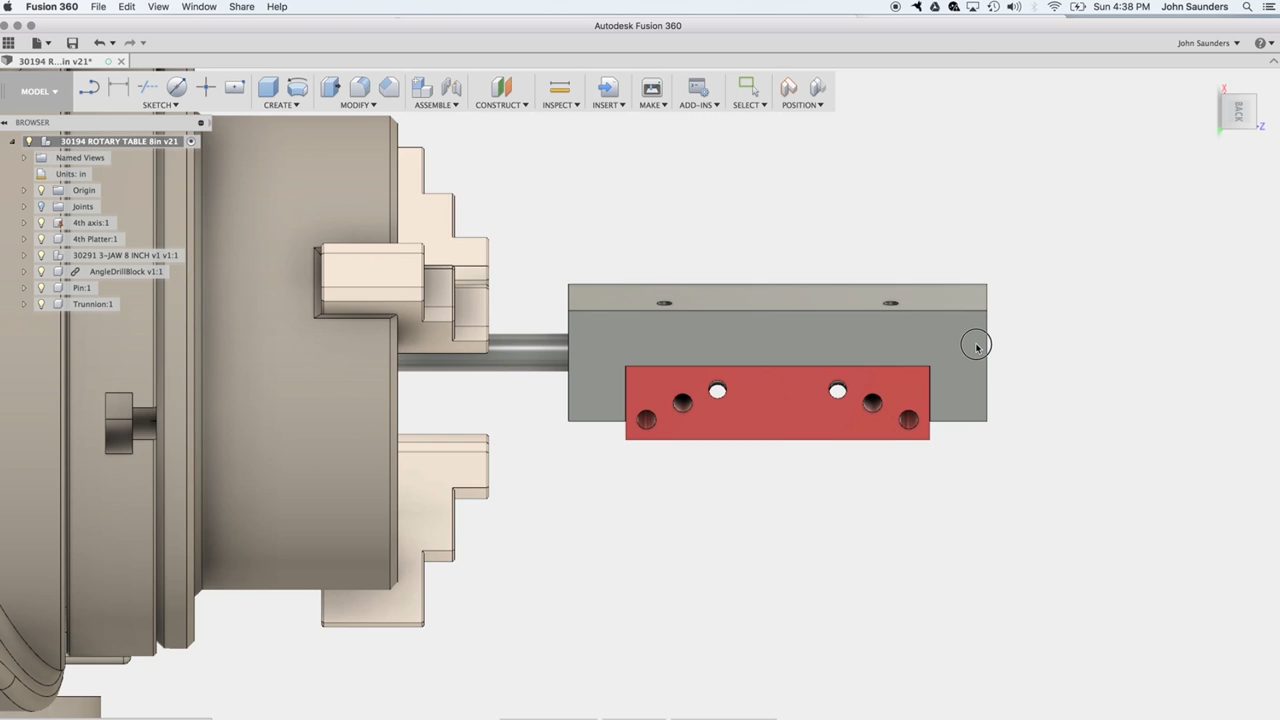 Fusion 360 File Edit View Window Share Help Sun 4:38 PM John Saunders
Autodesk Fusion 360
John Saunders
30194 R...in v21*
MODEL SKETCH CREATE MODIFY ASSEMBLE CONSTRUCT INSPECT INSERT MAKE ADD-INS SELECT POSITION
BROWSER
30194 ROTARY TABLE 8in v21
Named Views
Units: in
Origin
Joints
4th axis:1
4th Platter:1
30291 3-JAW 8 INCH v1 v1:1
AngleDrillBlock v1:1
Pin:1
Trunnion:1
X
BACK
Z